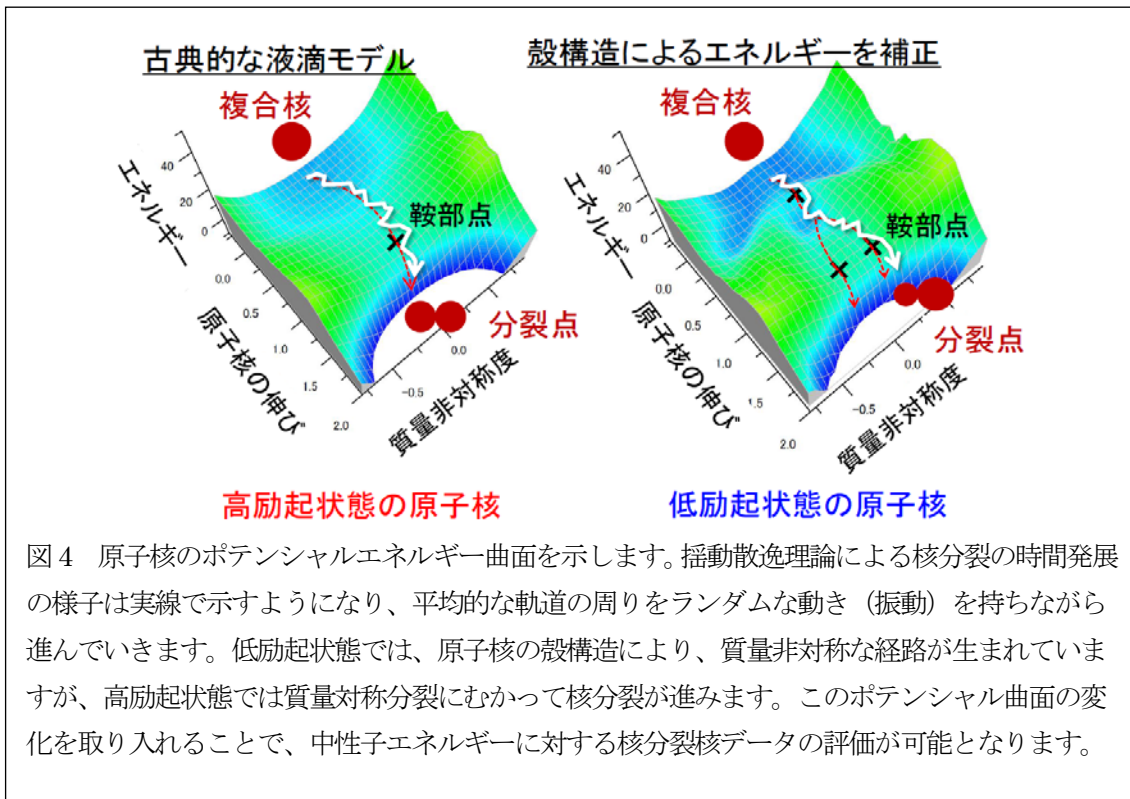 古典的な液滴モデル
複合核
エネルギー
40
20
0
0.0
0.5
1.0
1.5
2.0
原子核の伸び
鞍部点
分裂点
0.0
-0.5
質量非対称度
高励起状態の原子核
殻構造によるエネルギーを補正
複合核
エネルギー
40
20
0
0.0
0.5
1.0
1.5
2.0
原子核の伸び
鞍部点
分裂点
0.0
-0.5
質量非対称度
低励起状態の原子核
図4 原子核のポテンシャルエネルギー曲面を示します。揺動散逸理論による核分裂の時間発展
の様子は実線で示すようになり、平均的な軌道の周りをランダムな動き（振動）を持ちながら
進んでいきます。低励起状態では、原子核の殻構造により、質量非対称な経路が生まれていま
すが、高励起状態では質量対称分裂にむかって核分裂が進みます。このポテンシャル曲面の変
化を取り入れることで、中性子エネルギーに対する核分裂核データの評価が可能となります。